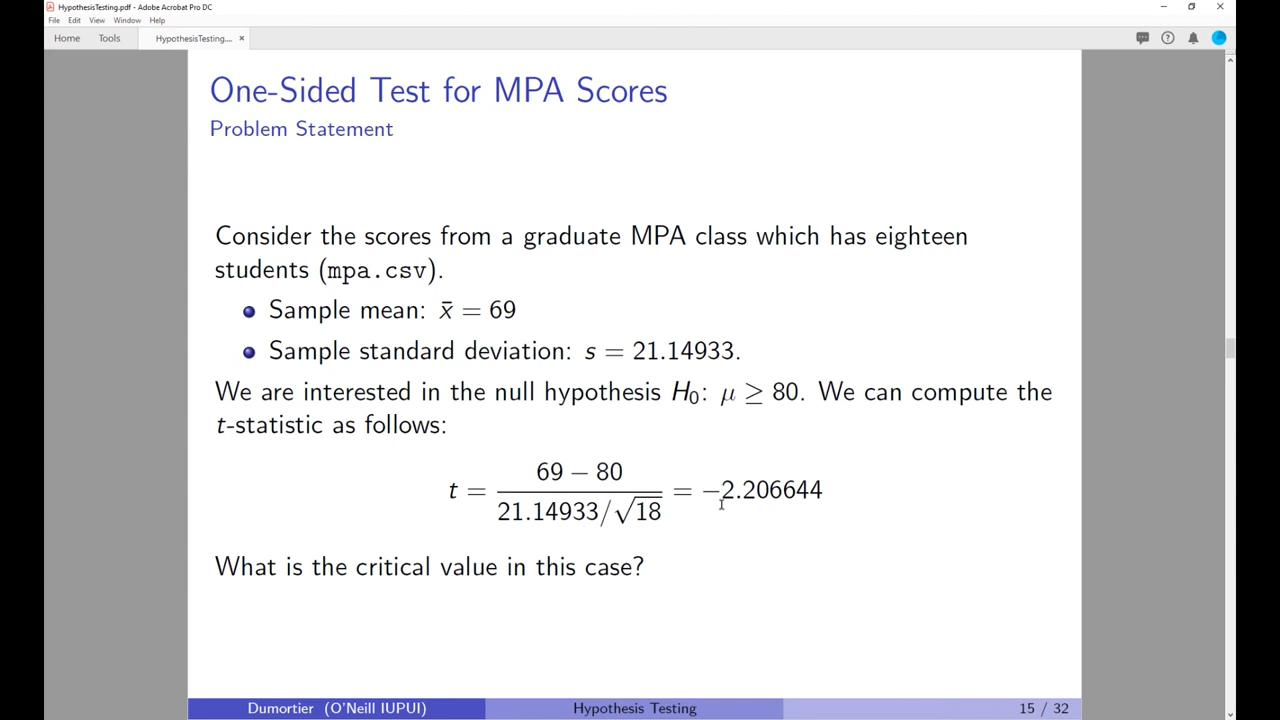 HypothesisTesting.pdf - Adobe Acrobat Pro DC
File Edit View Window Help
Home Tools HypothesisTesting.... ×
One-Sided Test for MPA Scores
Problem Statement
Consider the scores from a graduate MPA class which has eighteen
students (mpa.csv).
Sample mean: x̄ = 69
Sample standard deviation: s = 21.14933.
We are interested in the null hypothesis H₀: μ ≥ 80. We can compute the
t-statistic as follows:
t = (69 − 80) / (21.14933/√18) = −2.206644
What is the critical value in this case?
Dumortier (O'Neill IUPUI) Hypothesis Testing 15 / 32